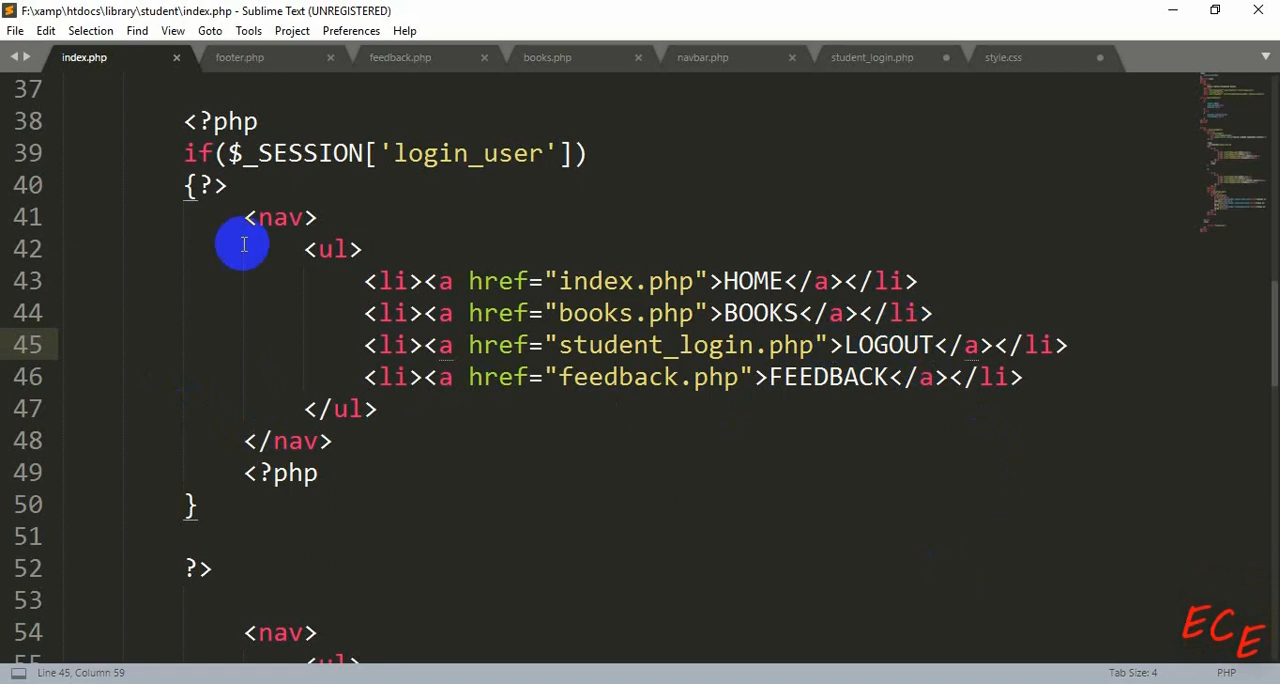 F:\xamp\htdocs\library\student\index.php - Sublime Text (UNREGISTERED)
File Edit Selection Find View Goto Tools Project Preferences Help
index.php footer.php feedback.php books.php navbar.php student_login.php style.css
37
38 <?php
39 if($_SESSION['login_user'])
40 {?>
41 <nav>
42 <ul>
43 <li><a href="index.php">HOME</a></li>
44 <li><a href="books.php">BOOKS</a></li>
45 <li><a href="student_login.php">LOGOUT</a></li>
46 <li><a href="feedback.php">FEEDBACK</a></li>
47 </ul>
48 </nav>
49 <?php
50 }
51
52 ?>
53
54 <nav>
55 <ul>
ECE
Line 45, Column 59 Tab Size: 4 PHP